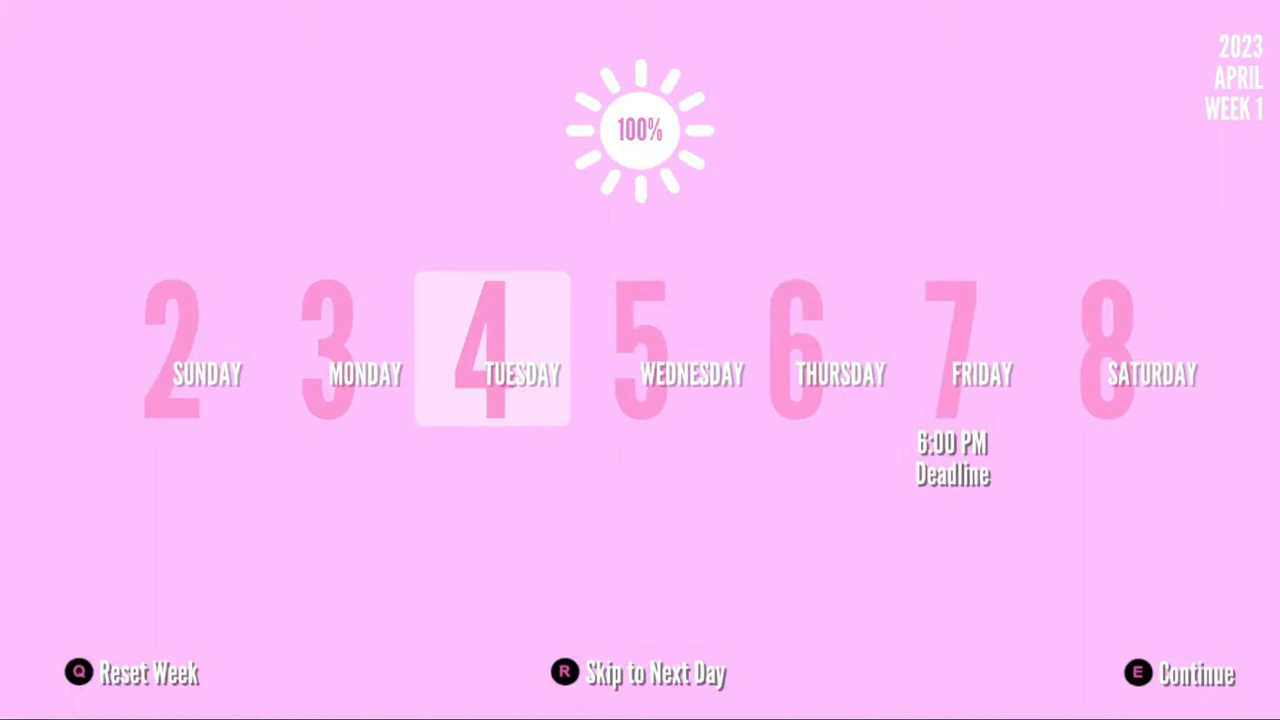 2023
APRIL
WEEK 1
100%
2 3 4 5 6 7 8
SUNDAY MONDAY TUESDAY WEDNESDAY THURSDAY FRIDAY SATURDAY
6:00 PM
Deadline
Q Reset Week R Skip to Next Day E Continue